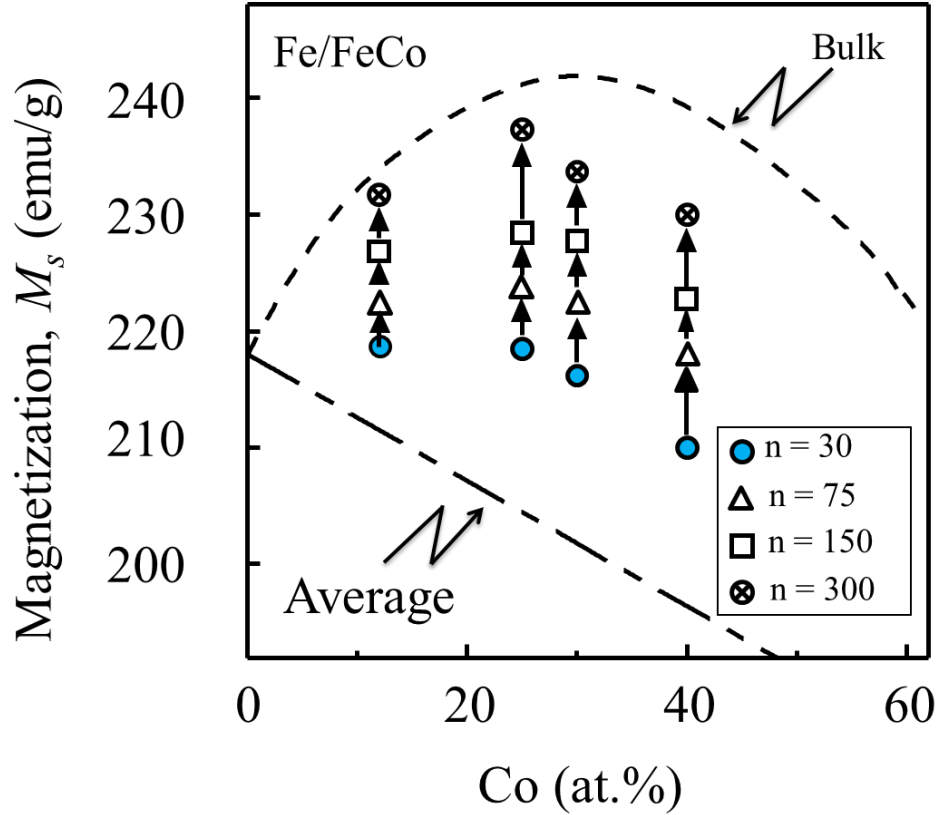 Fe/FeCo
Bulk
240
230
220
210
200
Magnetization, Ms (emu/g)
Average
n = 30
n = 75
n = 150
n = 300
0
20
40
60
Co (at.%)